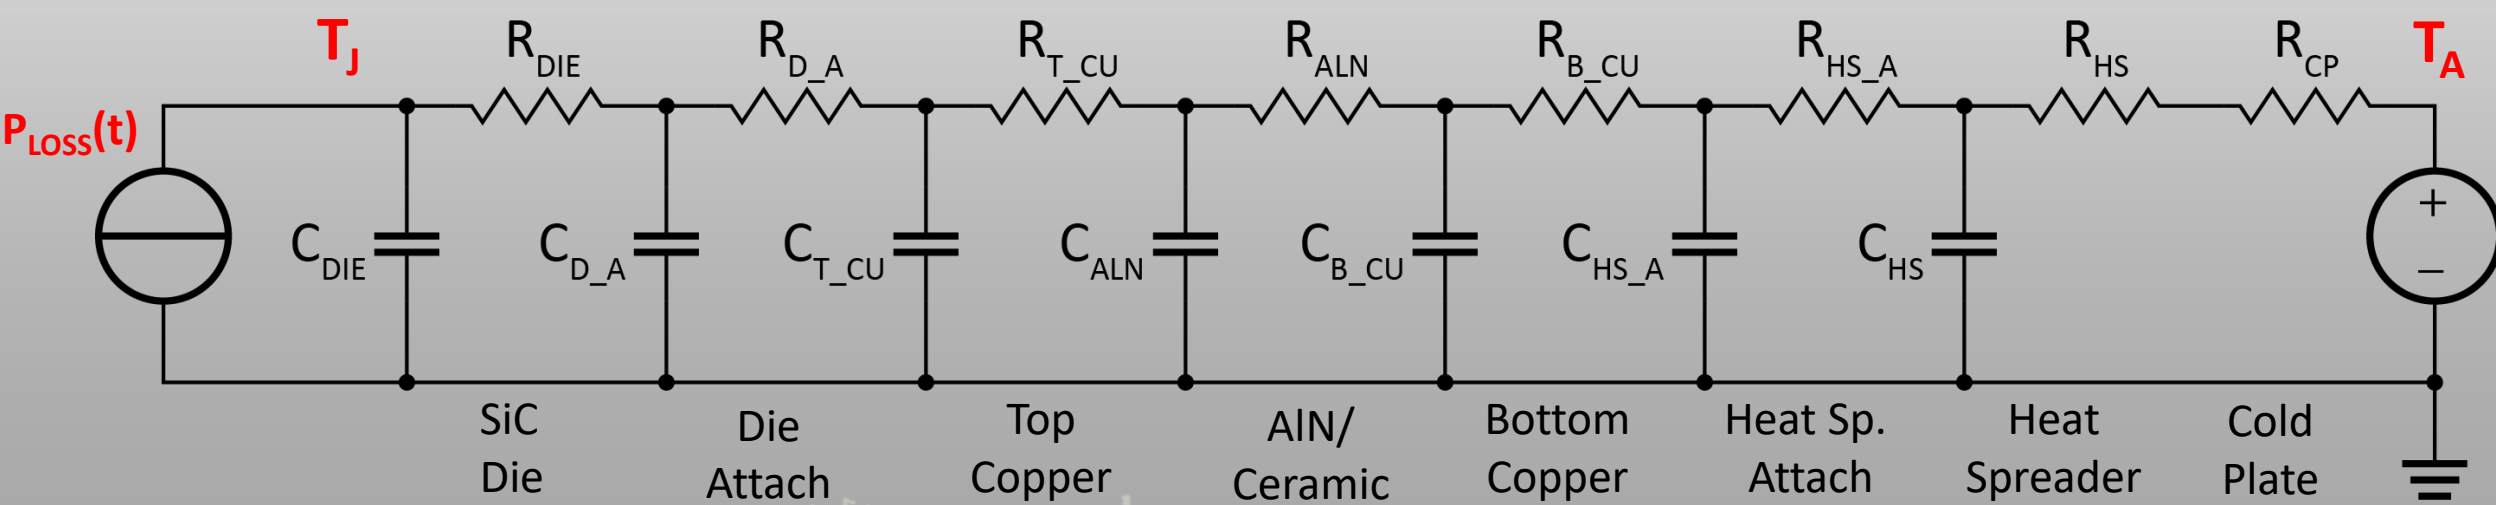 T_J
R_DIE
R_D_A
R_T_CU
R_ALN
R_B_CU
R_HS_A
R_HS
R_CP
T_A
P_LOSS(t)
C_DIE
C_D_A
C_T_CU
C_ALN
C_B_CU
C_HS_A
C_HS
+
–
SiC
Die
Die
Attach
Top
Copper
AlN/
Ceramic
Bottom
Copper
Heat Sp.
Attach
Heat
Spreader
Cold
Plate